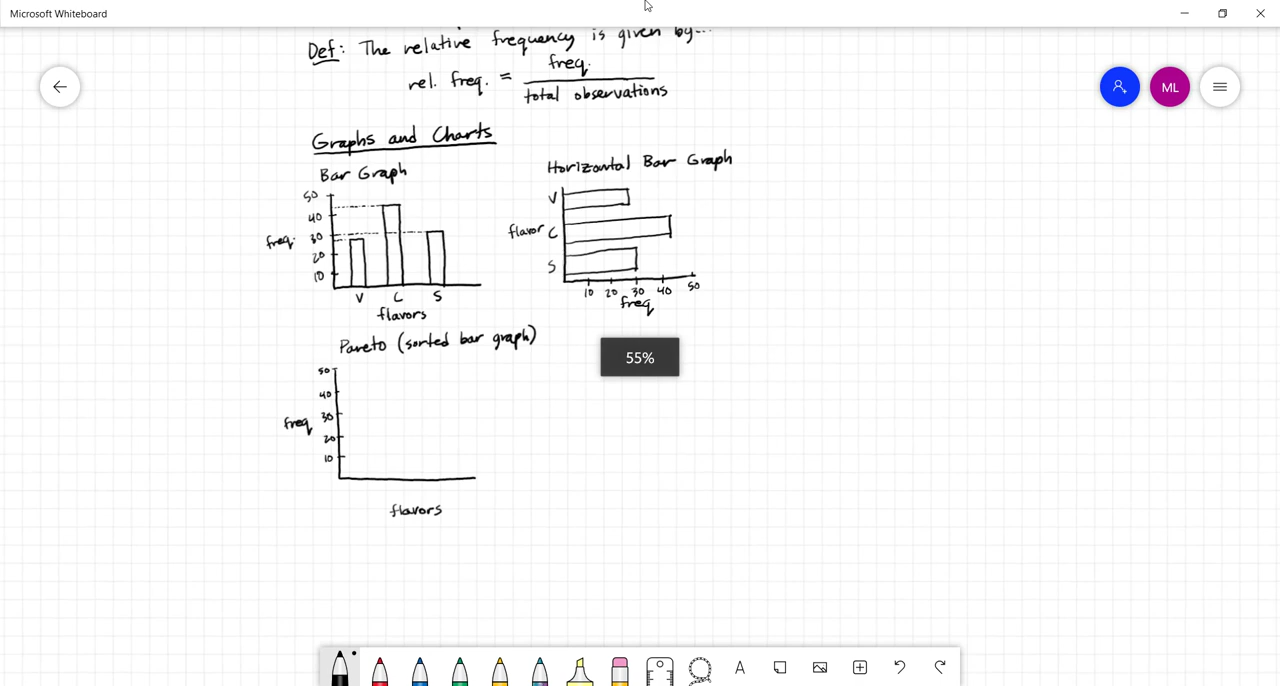 Microsoft Whiteboard
Def: The relative frequency is given by...
rel. freq. = freq.
total observations
ML
Graphs and Charts
Bar Graph
50
40
30
20
10
freq.
V C S
flavors
Horizontal Bar Graph
V
flavor C
S
10 20 30 40 50
freq
Pareto (sorted bar graph)
50
40
30
20
10
freq
flavors
55%
A